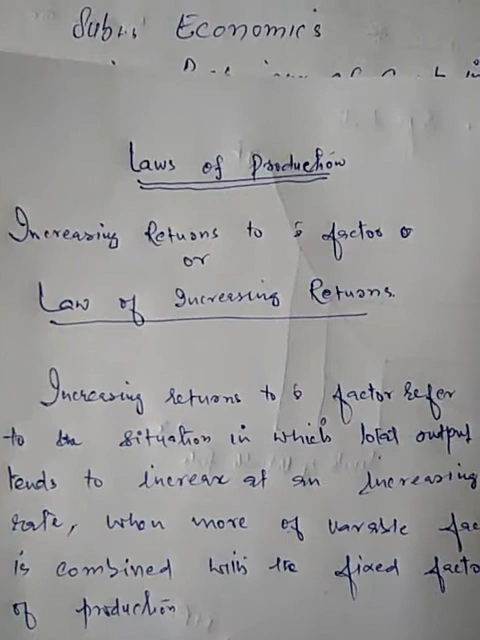 Sub:: Economics
Laws of Production
Increasing Returns to a factor
or
Law of Increasing Returns.
Increasing returns to a factor refer
to the situation in which total output
tends to increase at an increasing
rate, when more of variable fac
is combined with the fixed facto
of production